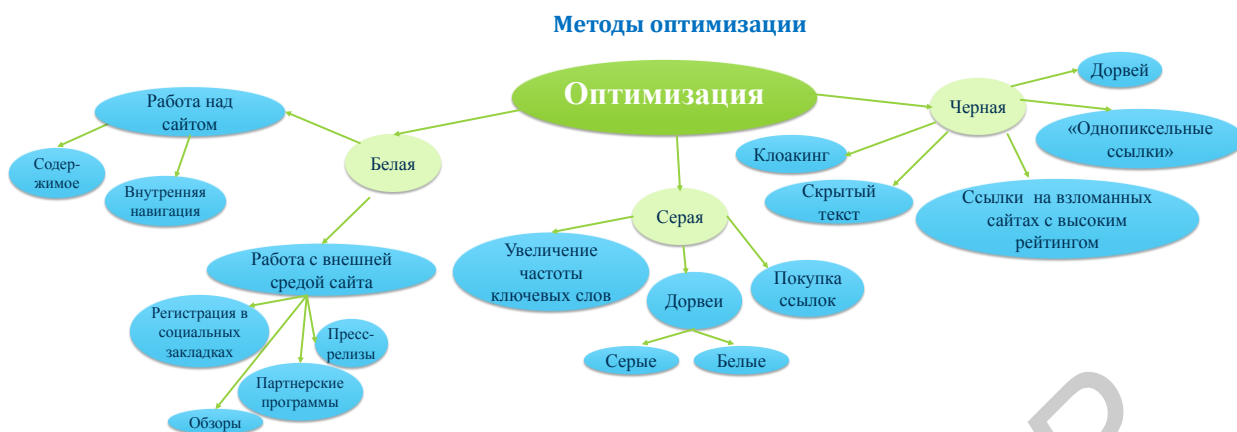 Методы оптимизации
Оптимизация
Белая
Работа над
сайтом
Содер-
жимое
Внутренняя
навигация
Работа с внешней
средой сайта
Регистрация в
социальных
закладках
Пресс-
релизы
Партнерские
программы
Обзоры
Серая
Увеличение
частоты
ключевых слов
Дорвеи
Серые
Белые
Покупка
ссылок
Черная
Дорвей
«Однопиксельные
ссылки»
Клоакинг
Скрытый
текст
Ссылки на взломанных
сайтах с высоким
рейтингом